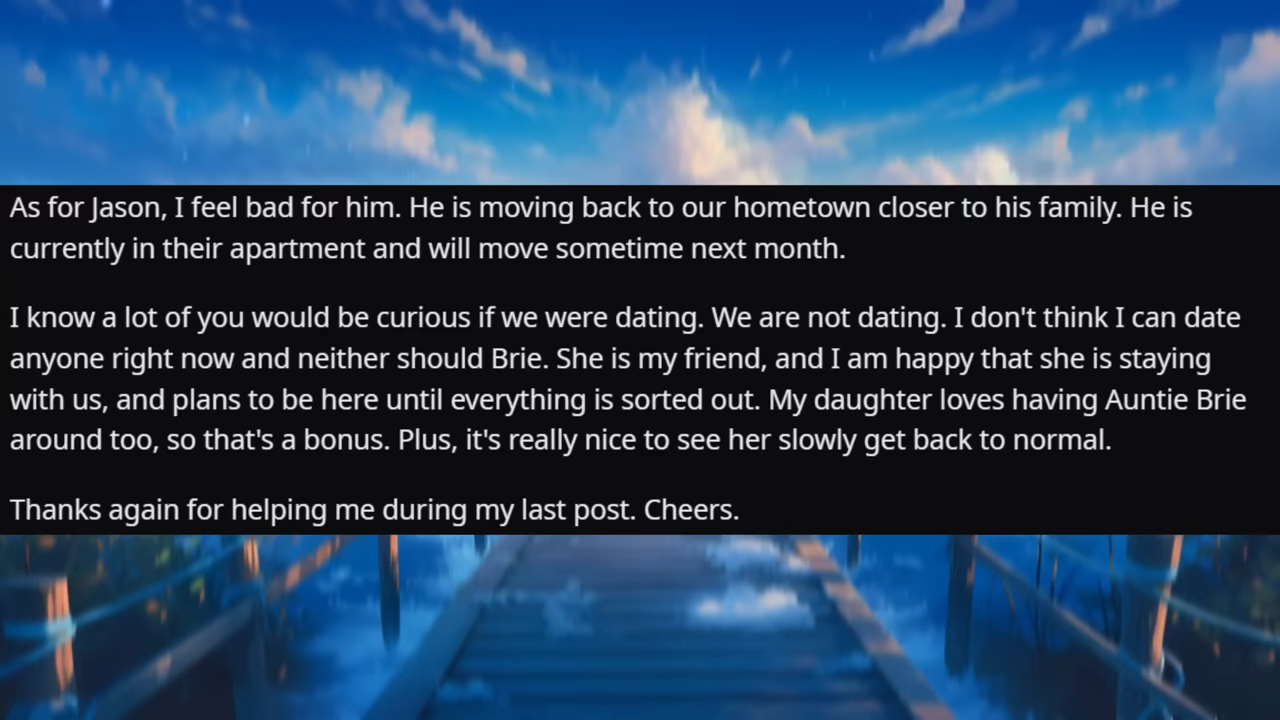 As for Jason, I feel bad for him. He is moving back to our hometown closer to his family. He is
currently in their apartment and will move sometime next month.
I know a lot of you would be curious if we were dating. We are not dating. I don't think I can date
anyone right now and neither should Brie. She is my friend, and I am happy that she is staying
with us, and plans to be here until everything is sorted out. My daughter loves having Auntie Brie
around too, so that's a bonus. Plus, it's really nice to see her slowly get back to normal.
Thanks again for helping me during my last post. Cheers.